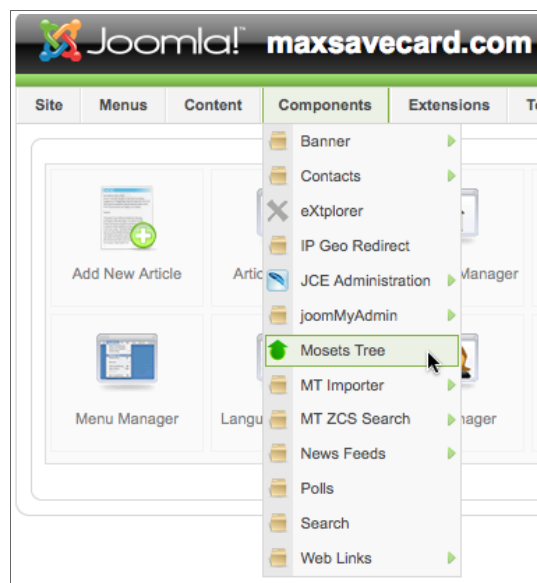 Joomla!™ maxsavecard.com
Site Menus Content Components Extensions
Banner
Contacts
eXtplorer
IP Geo Redirect
Add New Article
JCE Administration
Manager
joomMyAdmin
Mosets Tree
MT Importer
Menu Manager
MT ZCS Search
News Feeds
Polls
Search
Web Links